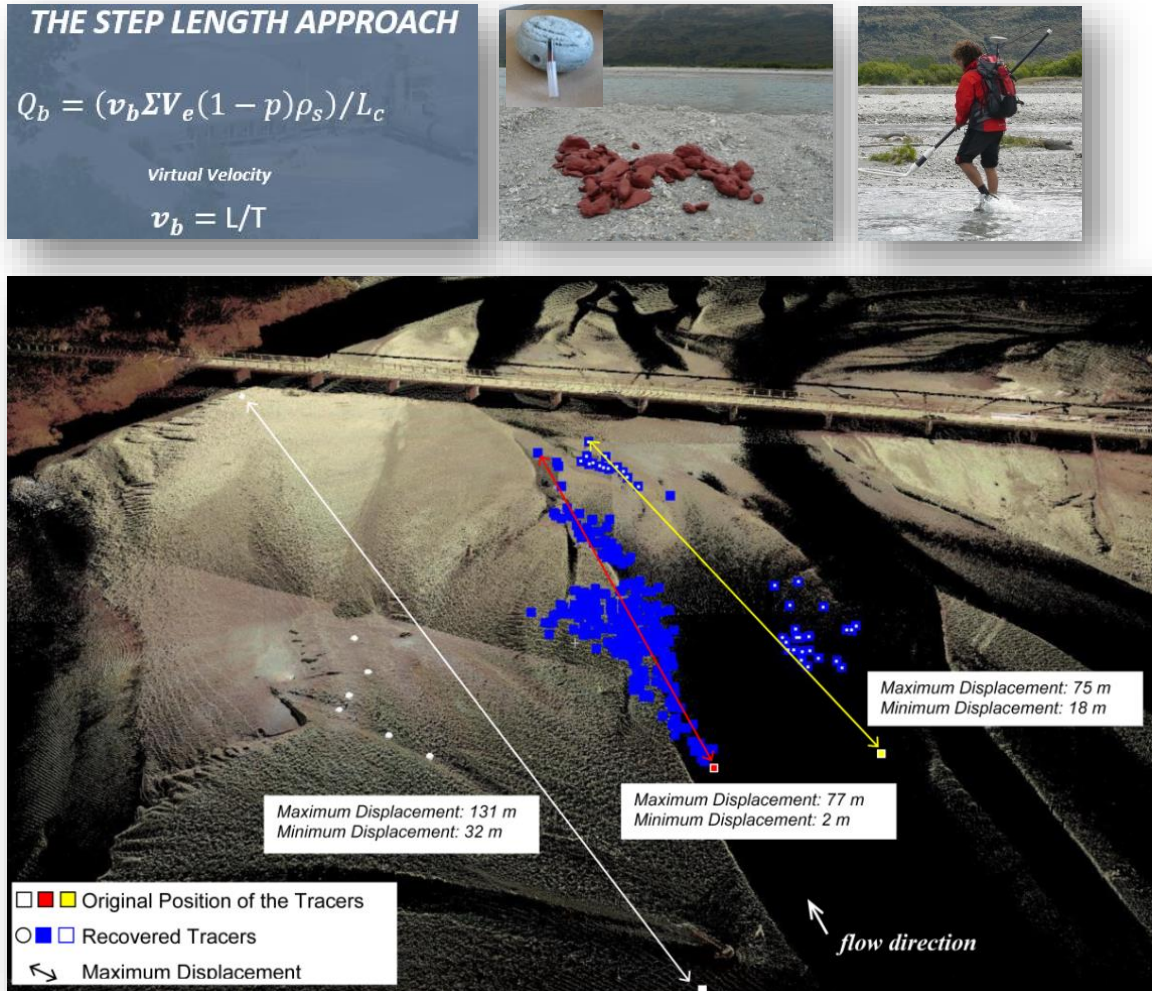 THE STEP LENGTH APPROACH
Q_b = (v_bΣV_e(1 − p)ρ_s)/L_c
Virtual Velocity
v_b = L/T
Maximum Displacement: 75 m
Minimum Displacement: 18 m
Maximum Displacement: 77 m
Minimum Displacement: 2 m
Maximum Displacement: 131 m
Minimum Displacement: 32 m
Original Position of the Tracers
Recovered Tracers
Maximum Displacement
flow direction